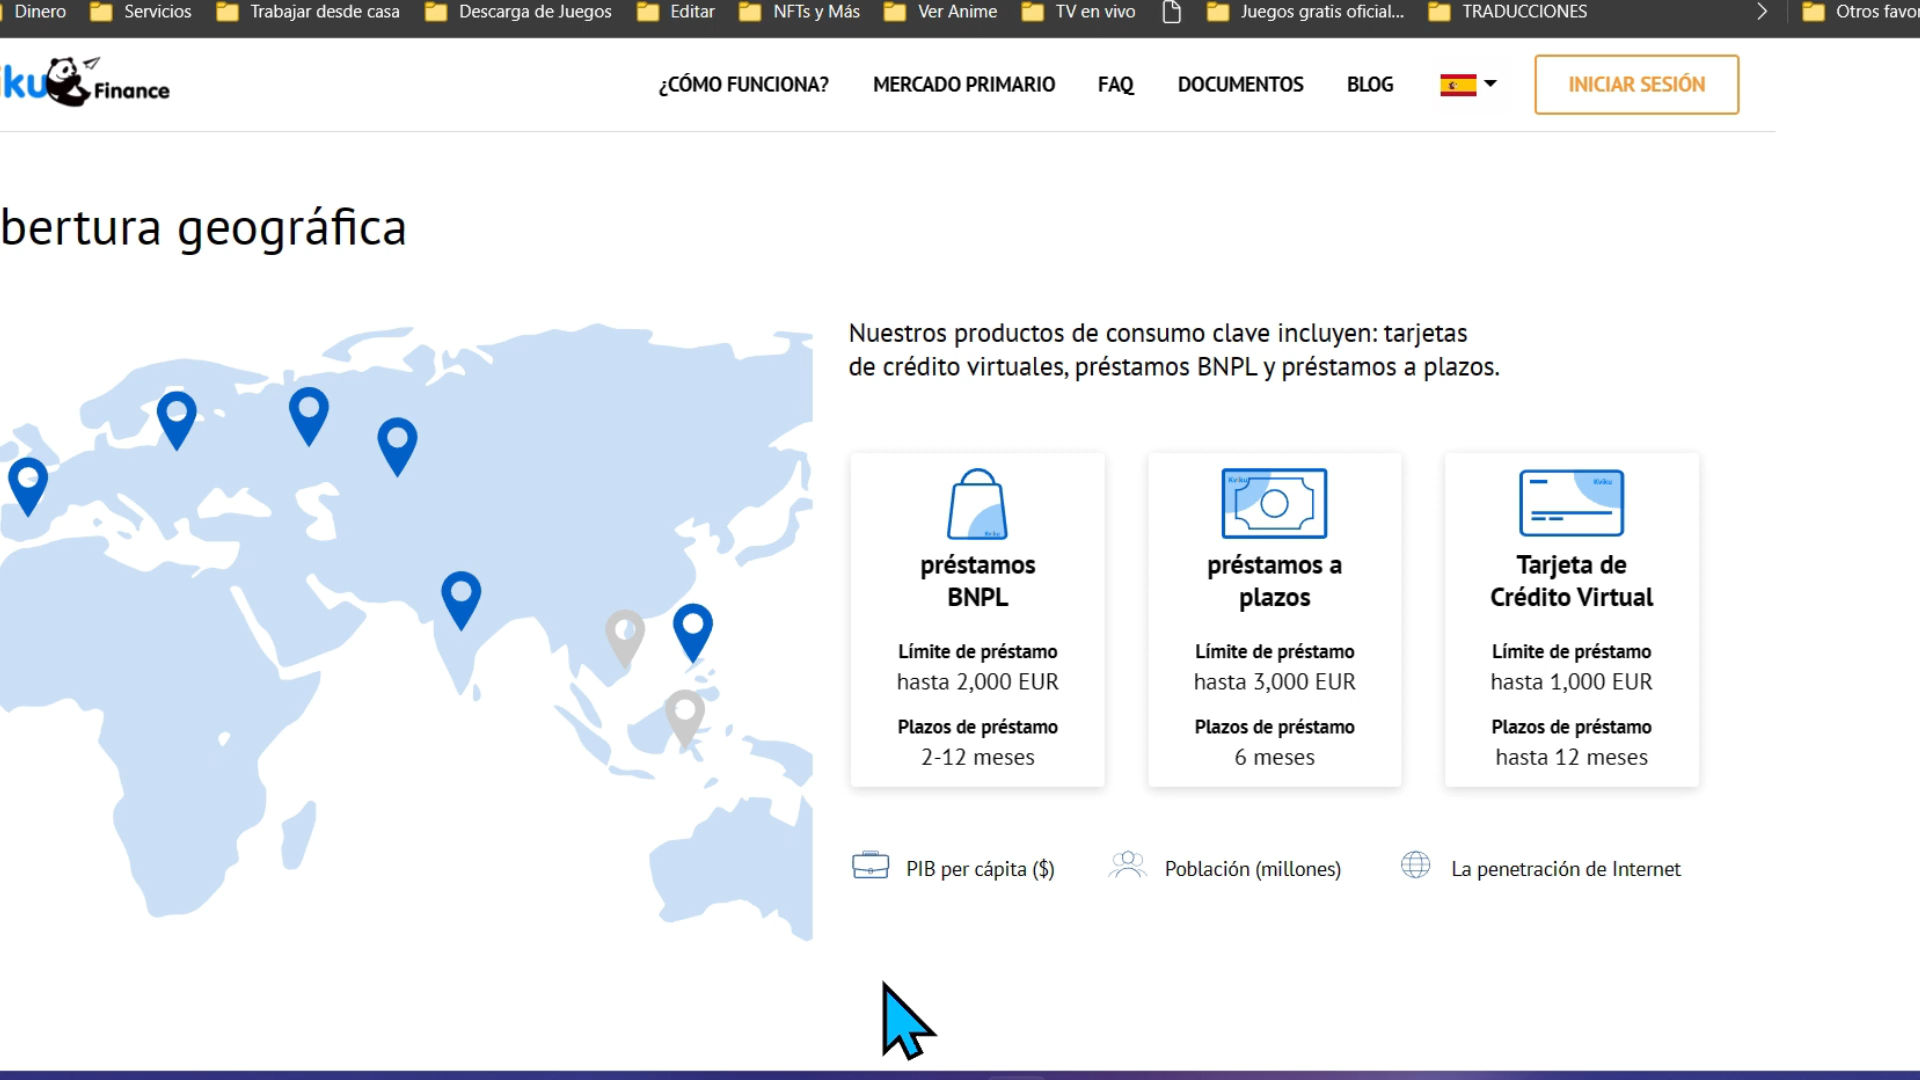 Dinero Servicios Trabajar desde casa Descarga de Juegos Editar NFTs y Más Ver Anime TV en vivo Juegos gratis oficial... TRADUCCIONES Otros favor
iku Finance
¿CÓMO FUNCIONA? MERCADO PRIMARIO FAQ DOCUMENTOS BLOG INICIAR SESIÓN
bertura geográfica
Nuestros productos de consumo clave incluyen: tarjetas
de crédito virtuales, préstamos BNPL y préstamos a plazos.
préstamos
BNPL
Límite de préstamo
hasta 2,000 EUR
Plazos de préstamo
2-12 meses
préstamos a
plazos
Límite de préstamo
hasta 3,000 EUR
Plazos de préstamo
6 meses
Tarjeta de
Crédito Virtual
Límite de préstamo
hasta 1,000 EUR
Plazos de préstamo
hasta 12 meses
PIB per cápita ($) Población (millones) La penetración de Internet